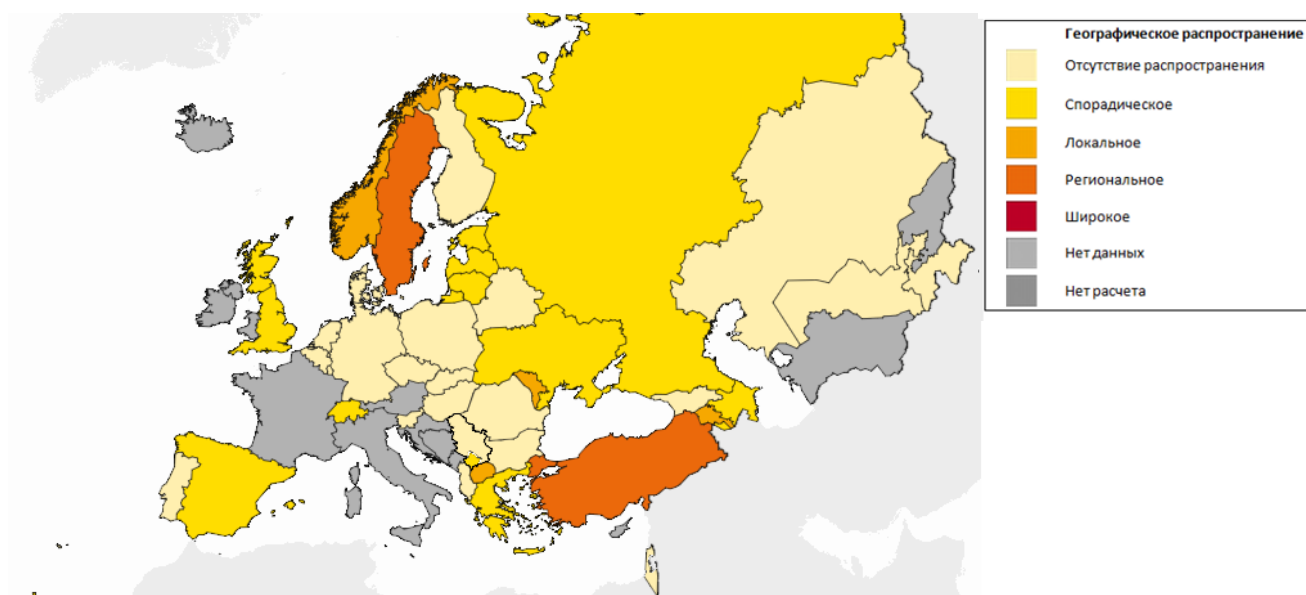 Географическое распространение
Отсутствие распространения
Спорадическое
Локальное
Региональное
Широкое
Нет данных
Нет расчета